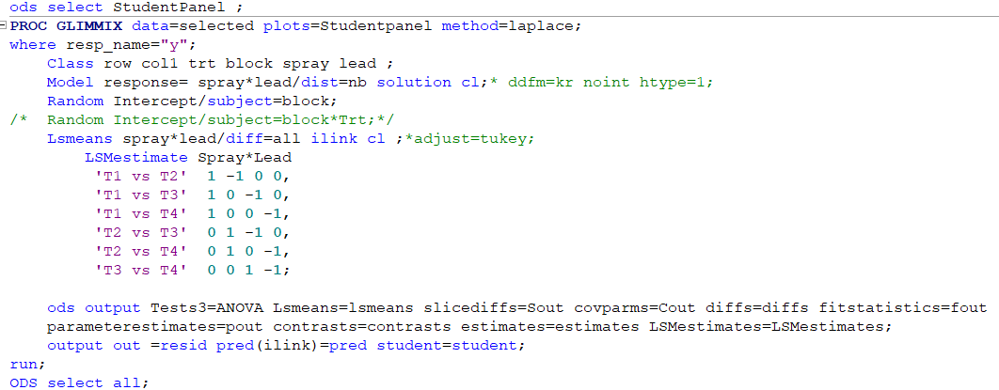 ods select StudentPanel ;
PROC GLIMMIX data=selected plots=Studentpanel method=laplace;
where resp_name="y";
Class row col1 trt block spray lead ;
Model response= spray*lead/dist=nb solution cl;* ddfm=kr noint htype=1;
Random Intercept/subject=block;
/* Random Intercept/subject=block*Trt;*/
Lsmeans spray*lead/diff=all ilink cl ;*adjust=tukey;
LSMestimate Spray*Lead
'T1 vs T2' 1 -1 0 0,
'T1 vs T3' 1 0 -1 0,
'T1 vs T4' 1 0 0 -1,
'T2 vs T3' 0 1 -1 0,
'T2 vs T4' 0 1 0 -1,
'T3 vs T4' 0 0 1 -1;
ods output Tests3=ANOVA Lsmeans=lsmeans slicediffs=Sout covparms=Cout diffs=diffs fitstatistics=fout
parameterestimates=pout contrasts=contrasts estimates=estimates LSMestimates=LSMestimates;
output out =resid pred(ilink)=pred student=student;
run;
ODS select all;